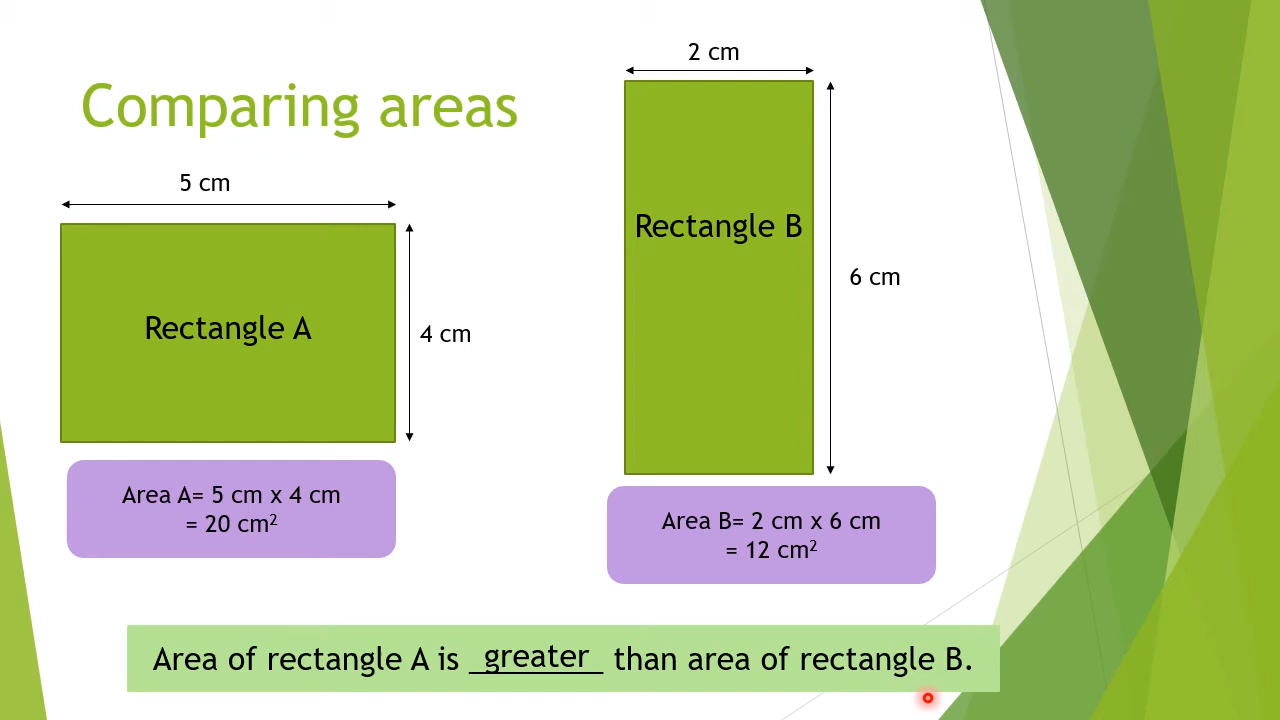 Comparing areas
5 cm
Rectangle A
4 cm
Area A= 5 cm x 4 cm
= 20 cm²
2 cm
Rectangle B
6 cm
Area B= 2 cm x 6 cm
= 12 cm²
Area of rectangle A is greater than area of rectangle B.